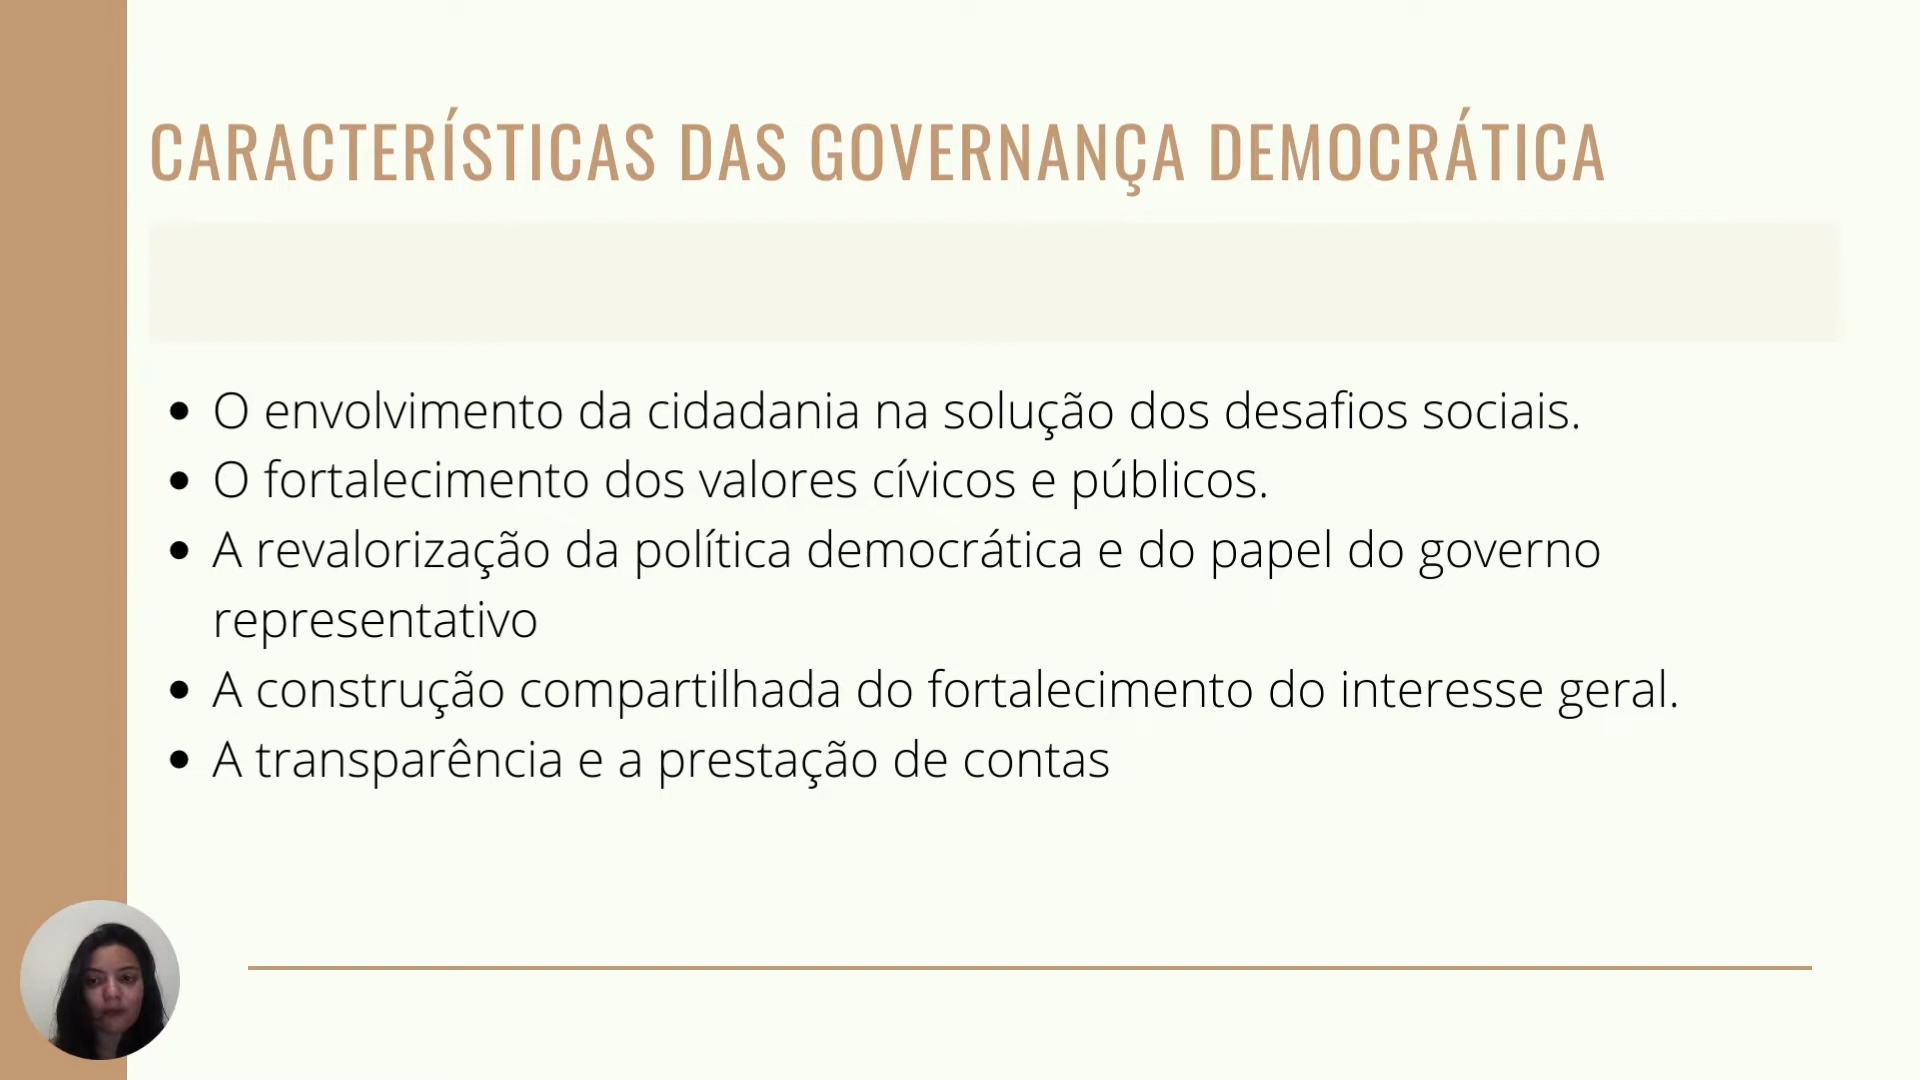 CARACTERÍSTICAS DAS GOVERNANÇA DEMOCRÁTICA
• O envolvimento da cidadania na solução dos desafios sociais.
• O fortalecimento dos valores cívicos e públicos.
• A revalorização da política democrática e do papel do governo
representativo
• A construção compartilhada do fortalecimento do interesse geral.
• A transparência e a prestação de contas